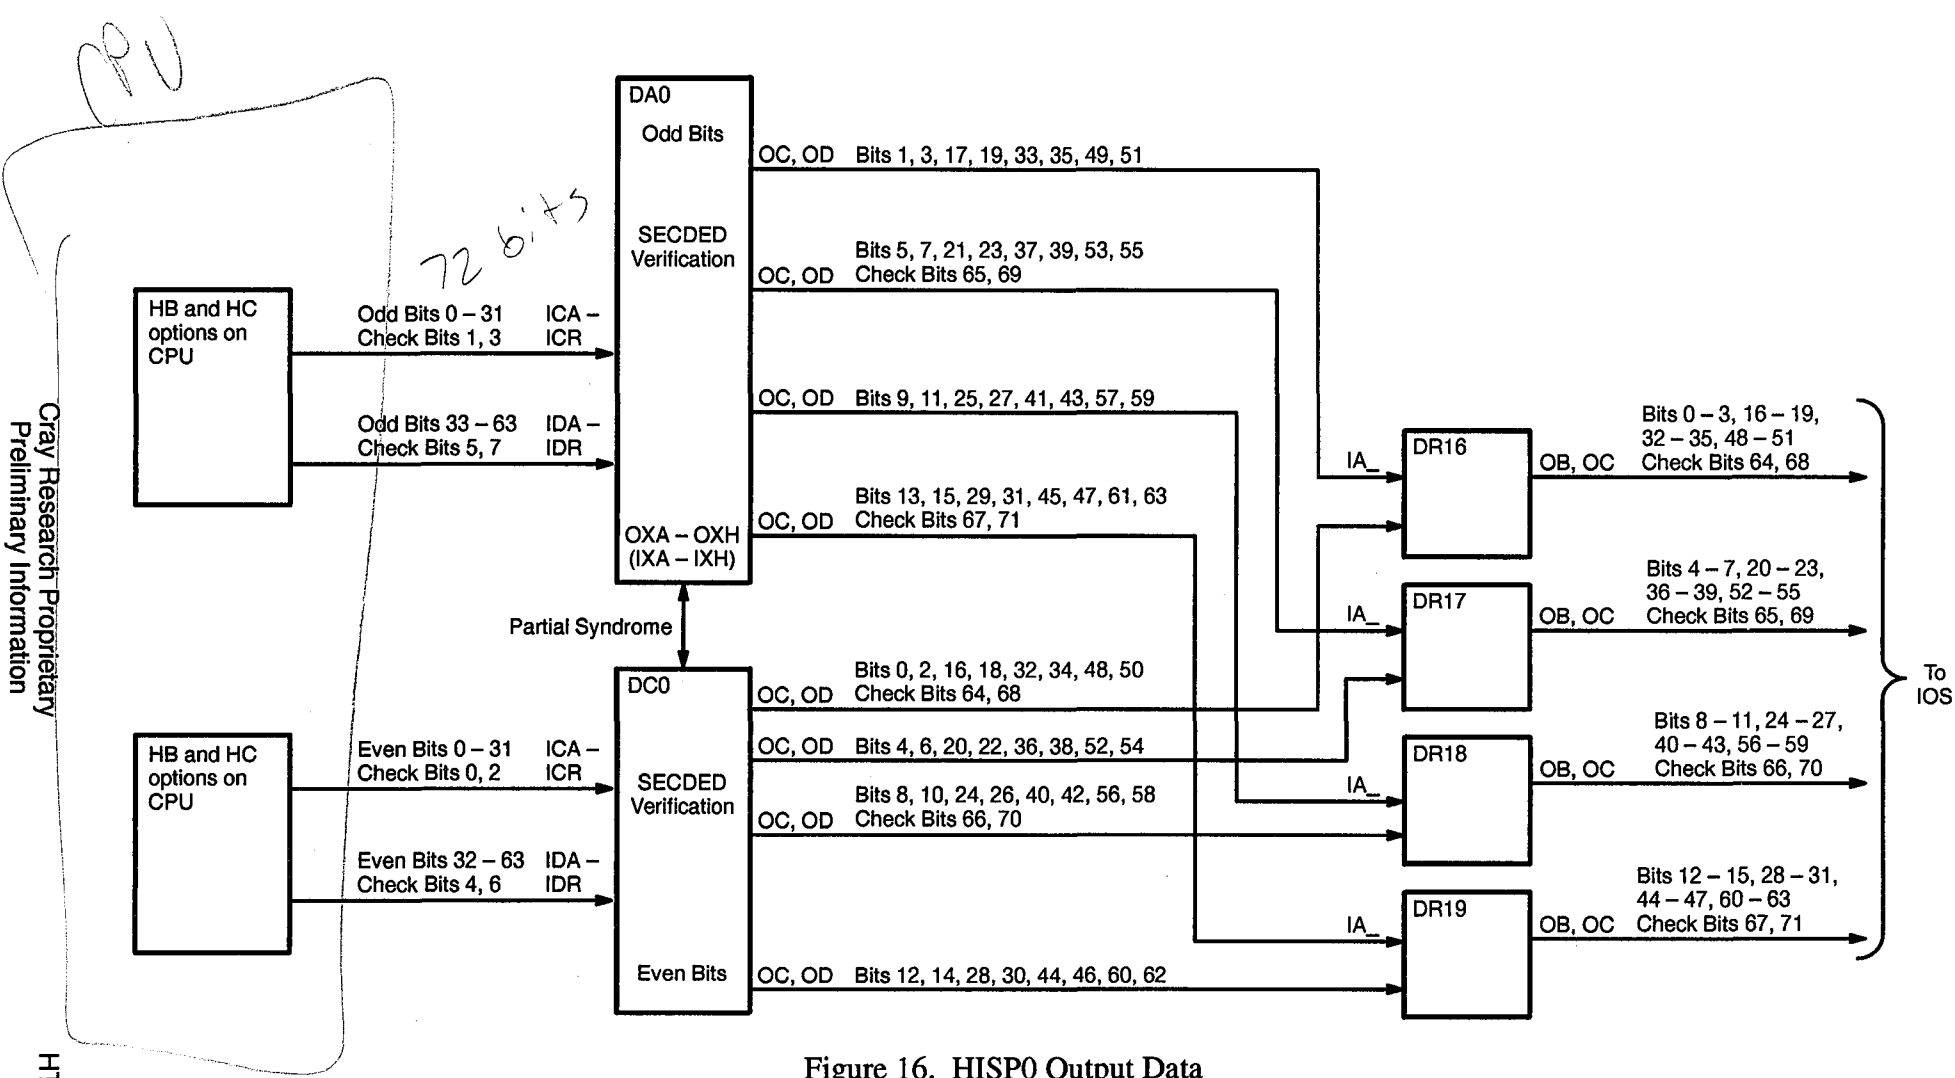 CPU
72 bits
Cray Research Proprietary
Preliminary Information
HB and HC
options on
CPU
Odd Bits 0 – 31 ICA –
Check Bits 1, 3 ICR
Odd Bits 33 – 63 IDA –
Check Bits 5, 7 IDR
HB and HC
options on
CPU
Even Bits 0 – 31 ICA –
Check Bits 0, 2 ICR
Even Bits 32 – 63 IDA –
Check Bits 4, 6 IDR
DA0
Odd Bits
SECDED
Verification
OXA – OXH
(IXA – IXH)
Partial Syndrome
DC0
SECDED
Verification
Even Bits
OC, OD Bits 1, 3, 17, 19, 33, 35, 49, 51
Bits 5, 7, 21, 23, 37, 39, 53, 55
OC, OD Check Bits 65, 69
OC, OD Bits 9, 11, 25, 27, 41, 43, 57, 59
Bits 13, 15, 29, 31, 45, 47, 61, 63
OC, OD Check Bits 67, 71
Bits 0, 2, 16, 18, 32, 34, 48, 50
OC, OD Check Bits 64, 68
OC, OD Bits 4, 6, 20, 22, 36, 38, 52, 54
Bits 8, 10, 24, 26, 40, 42, 56, 58
OC, OD Check Bits 66, 70
OC, OD Bits 12, 14, 28, 30, 44, 46, 60, 62
IA_
DR16
Bits 0 – 3, 16 – 19,
32 – 35, 48 – 51
OB, OC Check Bits 64, 68
IA_
DR17
Bits 4 – 7, 20 – 23,
36 – 39, 52 – 55
OB, OC Check Bits 65, 69
IA_
DR18
Bits 8 – 11, 24 – 27,
40 – 43, 56 – 59
OB, OC Check Bits 66, 70
IA_
DR19
Bits 12 – 15, 28 – 31,
44 – 47, 60 – 63
OB, OC Check Bits 67, 71
To
IOS
Figure 16. HISP0 Output Data